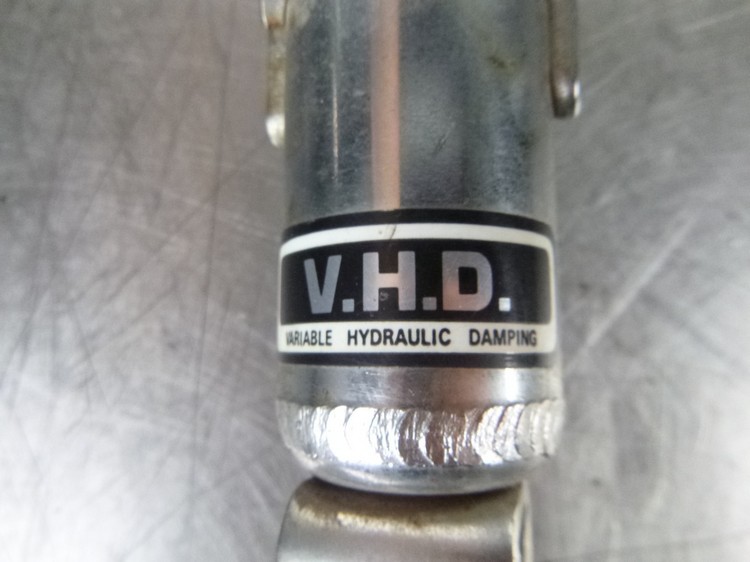 V.H.D.
VARIABLE HYDRAULIC DAMPING